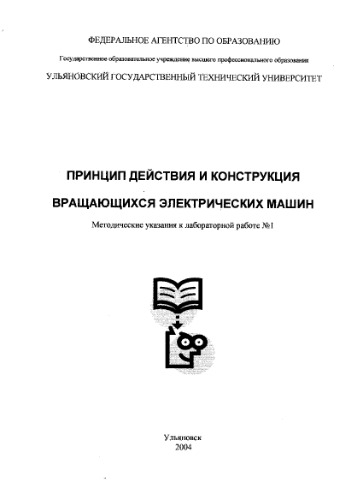 ФЕДЕРАЛЬНОЕ АГЕНТСТВО ПО ОБРАЗОВАНИЮ
Государственное образовательное учреждение высшего профессионального образования
УЛЬЯНОВСКИЙ ГОСУДАРСТВЕННЫЙ ТЕХНИЧЕСКИЙ УНИВЕРСИТЕТ
ПРИНЦИП ДЕЙСТВИЯ И КОНСТРУКЦИЯ
ВРАЩАЮЩИХСЯ ЭЛЕКТРИЧЕСКИХ МАШИН
Методические указания к лабораторной работе №1
Ульяновск
2004